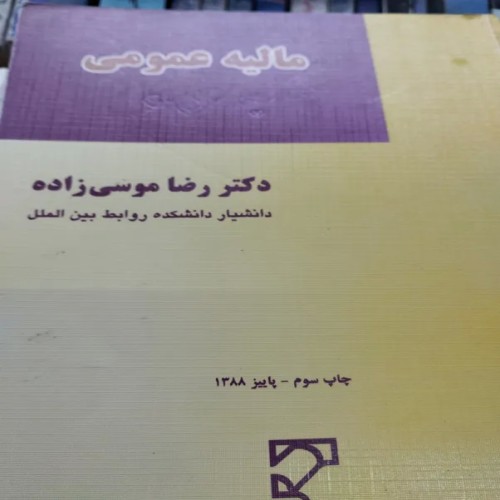 مالیه عمومی
دکتر رضا موسی‌زاده
دانشیار دانشکده روابط بین الملل
چاپ سوم - پاییز ۱۳۸۸